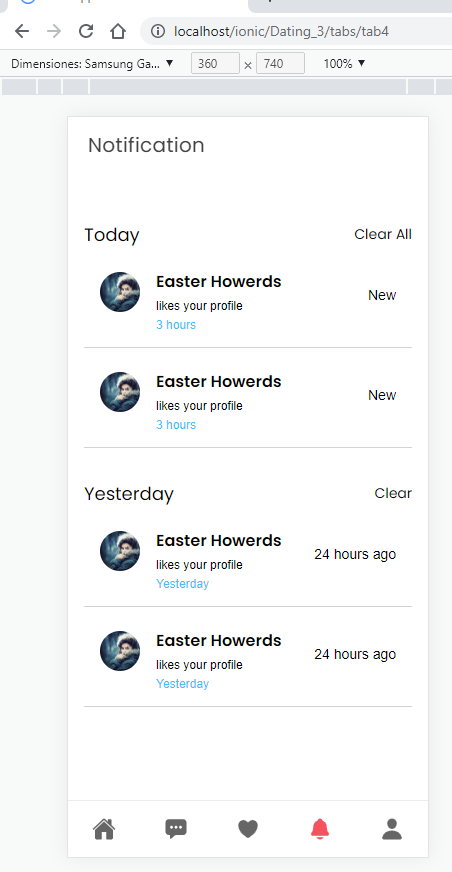 localhost/ionic/Dating_3/tabs/tab4
Dimensiones: Samsung Ga... ▼ 360 × 740 100% ▼
Notification
Today Clear All
Easter Howerds
likes your profile
3 hours
New
Easter Howerds
likes your profile
3 hours
New
Yesterday Clear
Easter Howerds
likes your profile
Yesterday
24 hours ago
Easter Howerds
likes your profile
Yesterday
24 hours ago